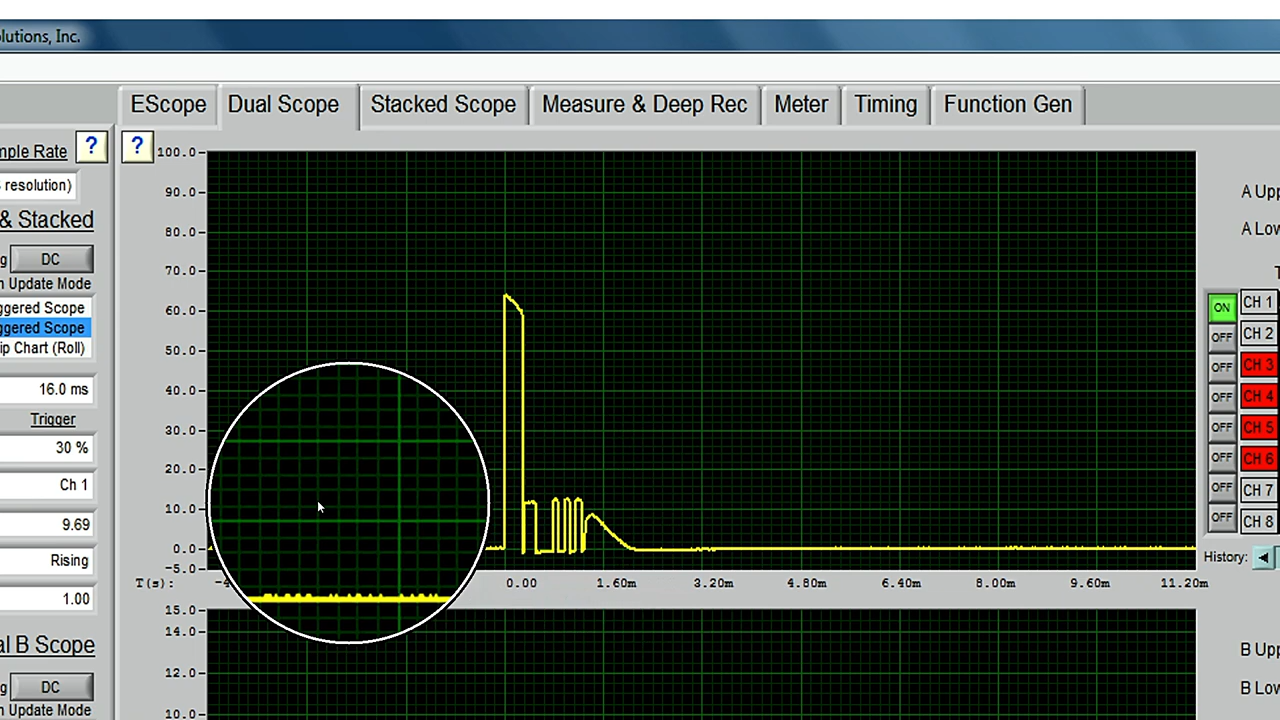 olutions, Inc.
EScope Dual Scope Stacked Scope Measure & Deep Rec Meter Timing Function Gen
mple Rate ? ?
resolution)
& Stacked
g DC
n Update Mode
ggered Scope
ggered Scope
ip Chart (Roll)
16.0 ms
Trigger
30 %
Ch 1
9.69
Rising
1.00
al B Scope
g DC
n Update Mode
100.0
90.0
80.0
70.0
60.0
50.0
40.0
30.0
20.0
10.0
0.0
-5.0
T(s): -4 0.00 1.60m 3.20m 4.80m 6.40m 8.00m 9.60m 11.20m
15.0
14.0
12.0
10.0
A Upp
A Low
T
ON CH 1
OFF CH 2
OFF CH 3
OFF CH 4
OFF CH 5
OFF CH 6
OFF CH 7
OFF CH 8
History:
B Upp
B Low